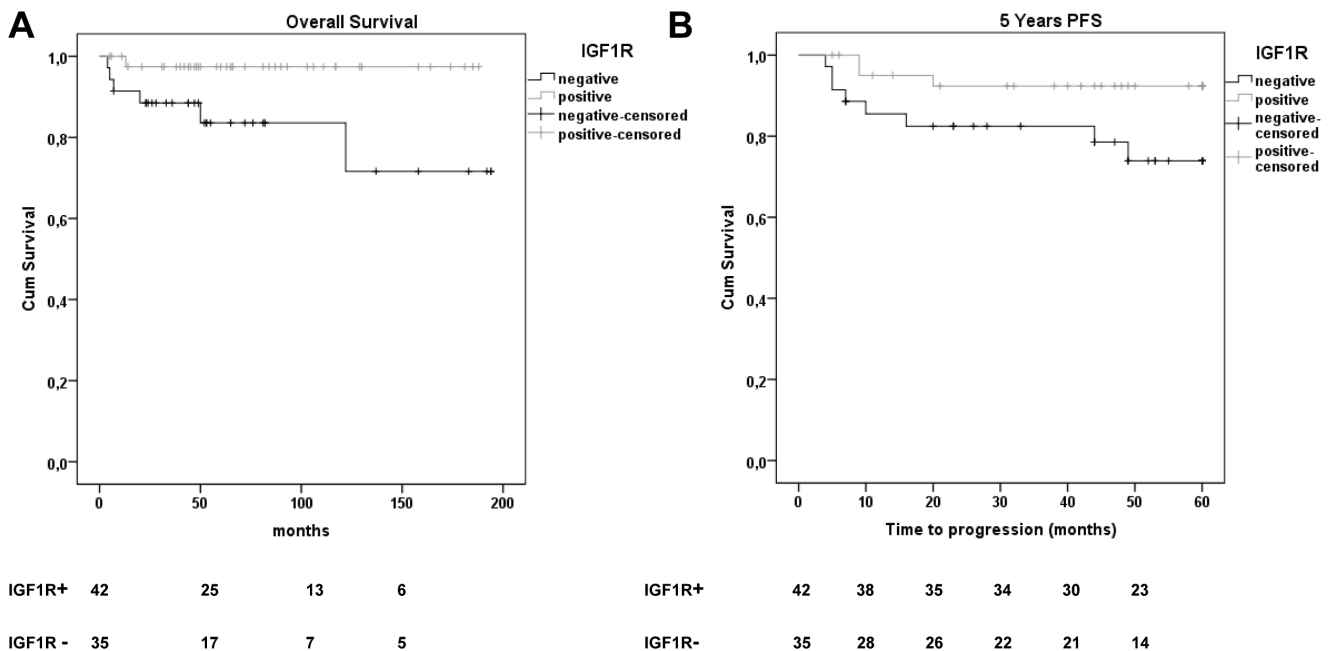 A
Overall Survival
IGF1R
negative
positive
negative-censored
positive-censored
1,0
0,8
0,6
0,4
0,2
0,0
Cum Survival
0 50 100 150 200
months
IGF1R+ 42 25 13 6
IGF1R - 35 17 7 5
B
5 Years PFS
IGF1R
negative
positive
negative-
censored
positive-
censored
1,0
0,8
0,6
0,4
0,2
0,0
Cum Survival
0 10 20 30 40 50 60
Time to progression (months)
IGF1R+ 42 38 35 34 30 23
IGF1R- 35 28 26 22 21 14